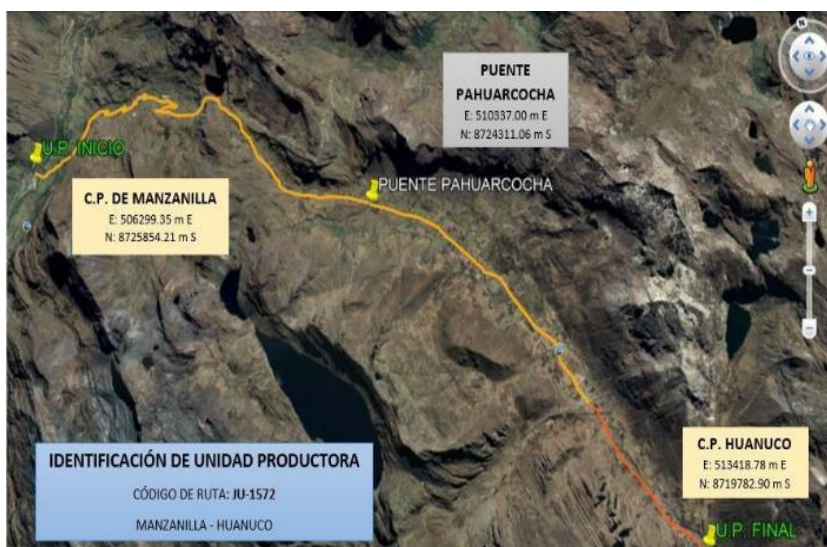 N
PUENTE
PAHUARCOCHA
E: 510337.00 m E
N: 8724311.06 m S
U.P. INICIO
PUENTE PAHUARCOCHA
C.P. DE MANZANILLA
E: 506299.35 m E
N: 8725854.21 m S
C.P. HUANUCO
E: 513418.78 m E
N: 8719782.90 m S
IDENTIFICACIÓN DE UNIDAD PRODUCTORA
CÓDIGO DE RUTA: JU-1572
MANZANILLA - HUANUCO
U.P. FINAL